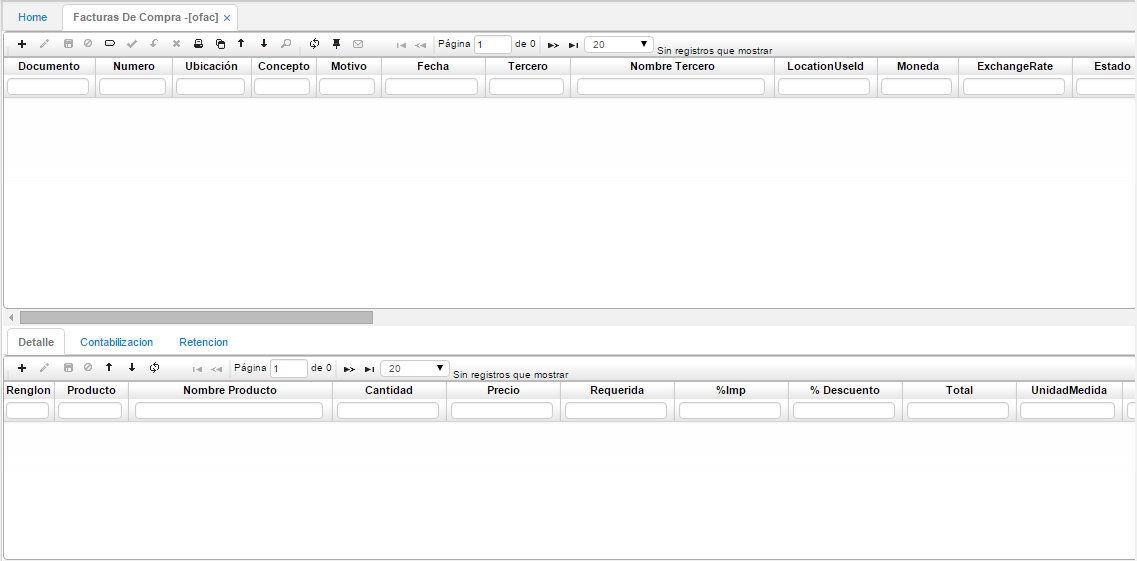 Home Facturas De Compra -[ofac] ×
Página 1 de 0 20 Sin registros que mostrar
Documento Numero Ubicación Concepto Motivo Fecha Tercero Nombre Tercero LocationUseId Moneda ExchangeRate Estado
Detalle Contabilizacion Retencion
Página 1 de 0 20 Sin registros que mostrar
Renglon Producto Nombre Producto Cantidad Precio Requerida %Imp % Descuento Total UnidadMedida